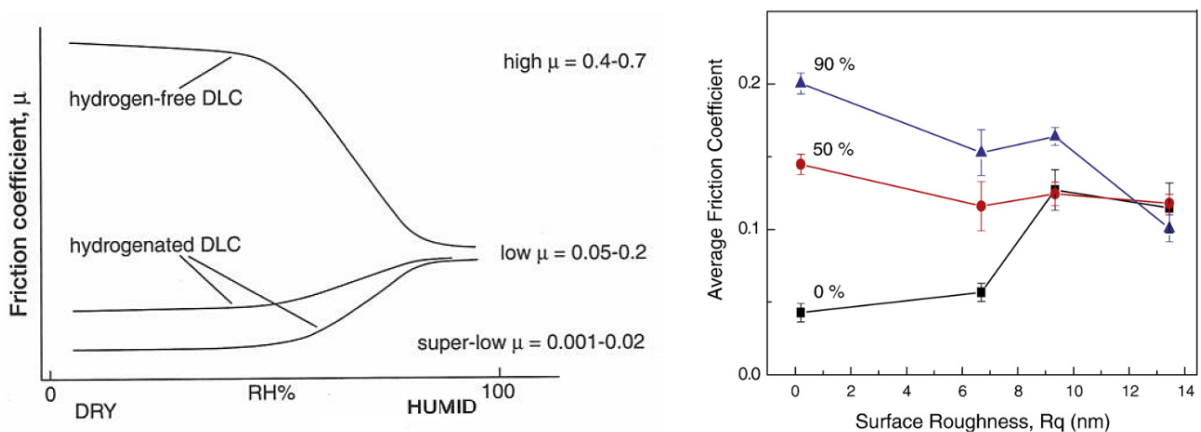 Friction coefficient, μ
hydrogen-free DLC
hydrogenated DLC
high μ = 0.4-0.7
low μ = 0.05-0.2
super-low μ = 0.001-0.02
0
RH%
100
DRY
HUMID
Average Friction Coefficient
0.2
0.1
0.0
90 %
50 %
0 %
0 2 4 6 8 10 12 14
Surface Roughness, Rq (nm)